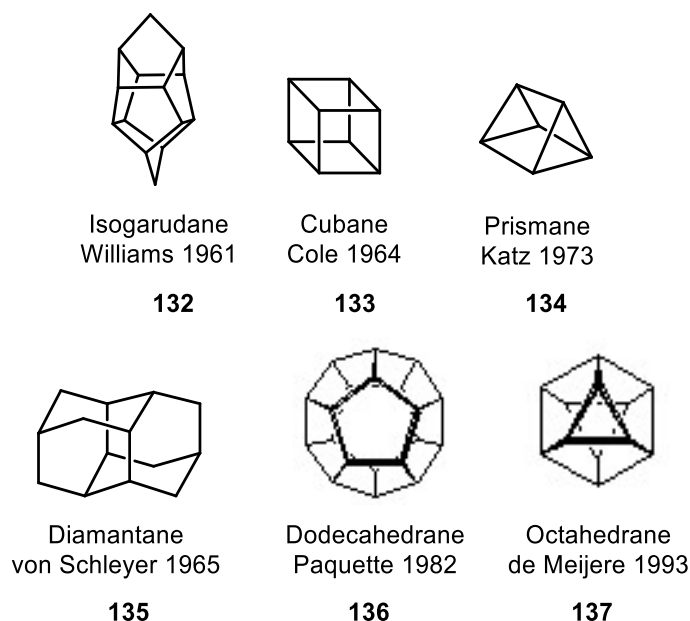 Isogarudane
Williams 1961
132
Cubane
Cole 1964
133
Prismane
Katz 1973
134
Diamantane
von Schleyer 1965
135
Dodecahedrane
Paquette 1982
136
Octahedrane
de Meijere 1993
137